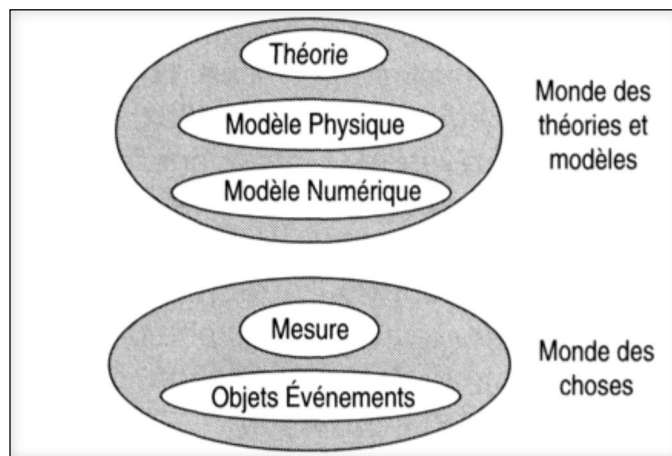 Théorie
Modèle Physique
Modèle Numérique
Monde des
théories et
modèles
Mesure
Objets Événements
Monde des
choses